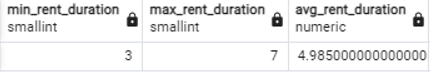 min_rent_duration max_rent_duration avg_rent_duration
smallint smallint numeric
3 7 4.985000000000000